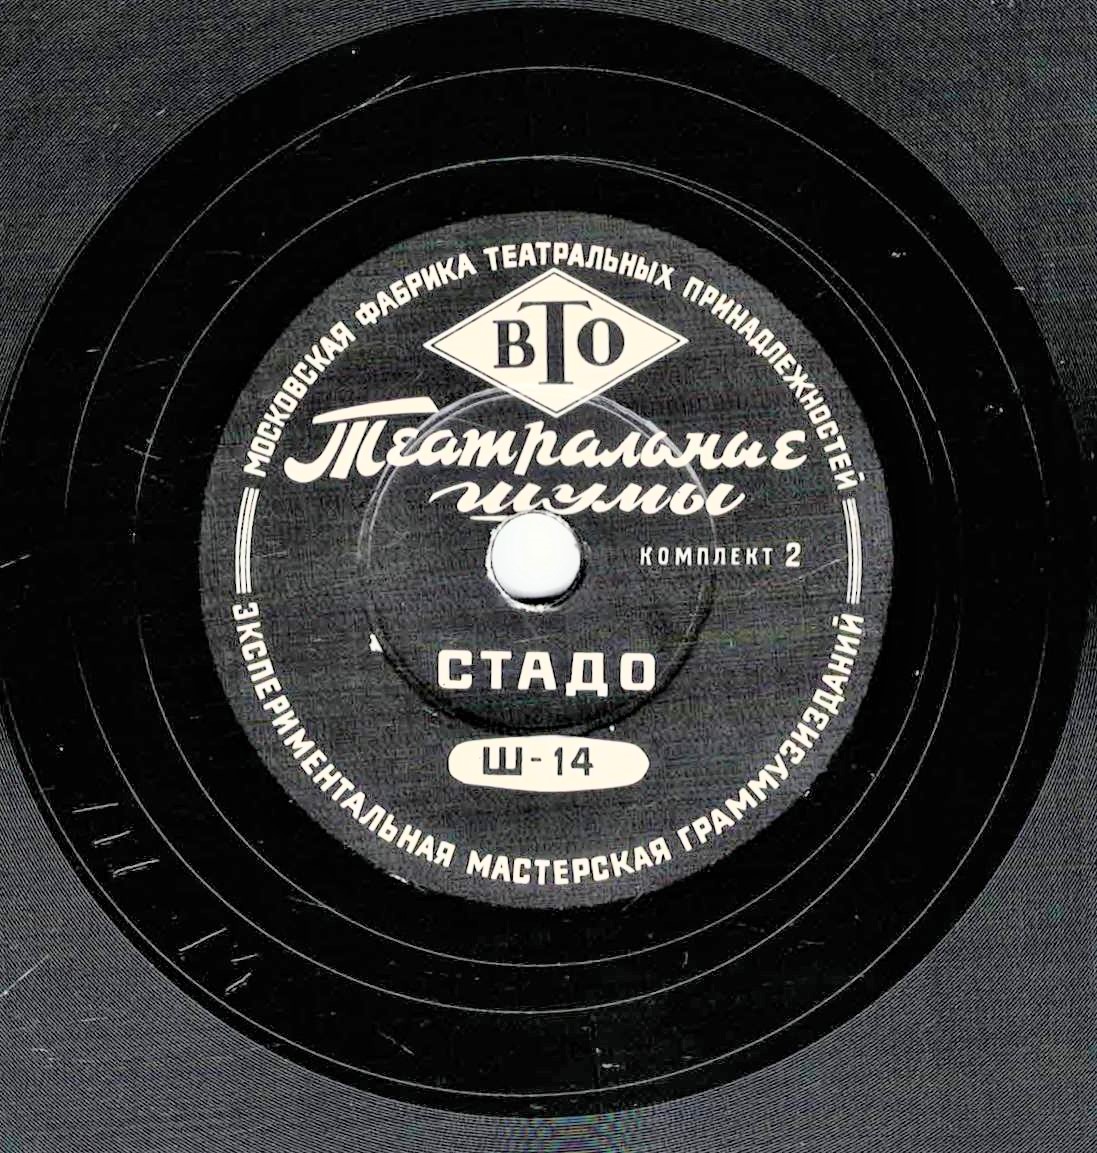 МОСКОВСКАЯ ФАБРИКА ТЕАТРАЛЬНЫХ ПРИНАДЛЕЖНОСТЕЙ
ВТО
Театральные
шумы
КОМПЛЕКТ 2
СТАДО
Ш-14
ЭКСПЕРИМЕНТАЛЬНАЯ МАСТЕРСКАЯ ГРАММУЗИЗДАНИЙ